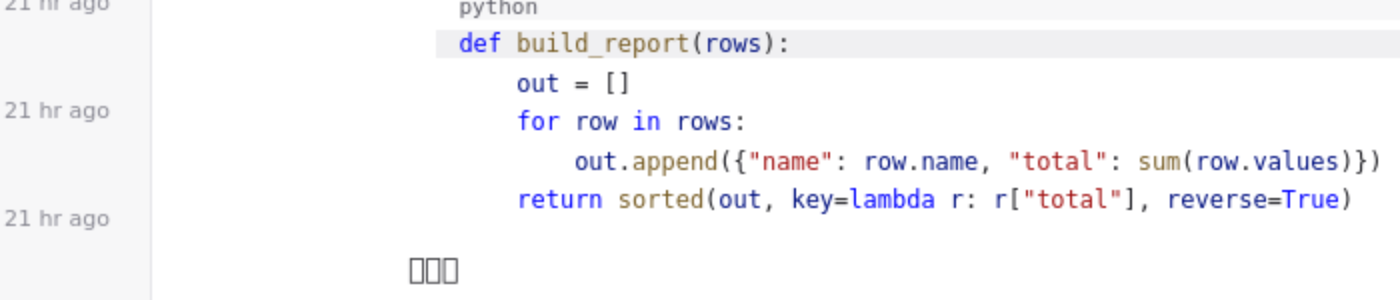 21 hr ago
python
def build_report(rows):
    out = []
21 hr ago
    for row in rows:
        out.append({"name": row.name, "total": sum(row.values)})
    return sorted(out, key=lambda r: r["total"], reverse=True)
21 hr ago